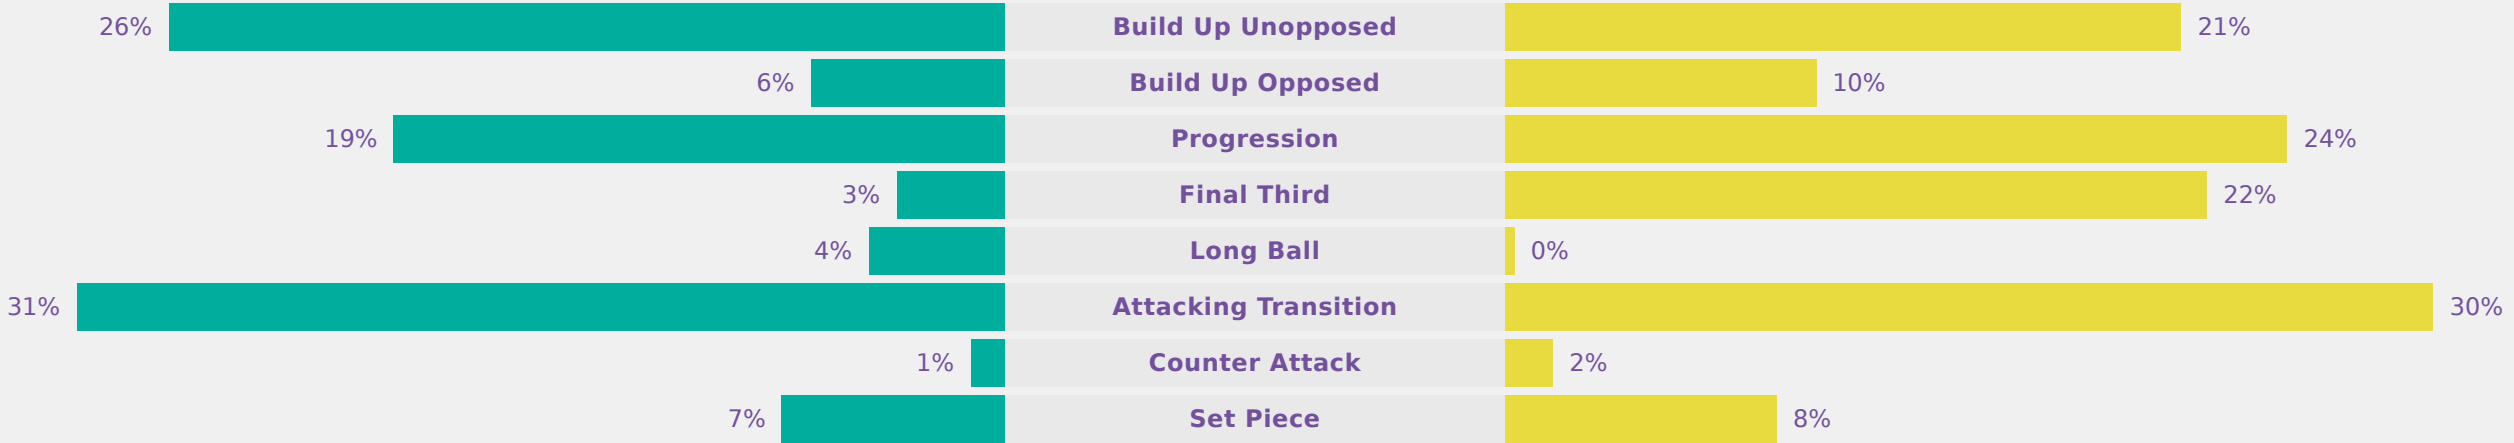 26% Build Up Unopposed 21%
6% Build Up Opposed 10%
19% Progression 24%
3% Final Third 22%
4% Long Ball 0%
31% Attacking Transition 30%
1% Counter Attack 2%
7% Set Piece 8%